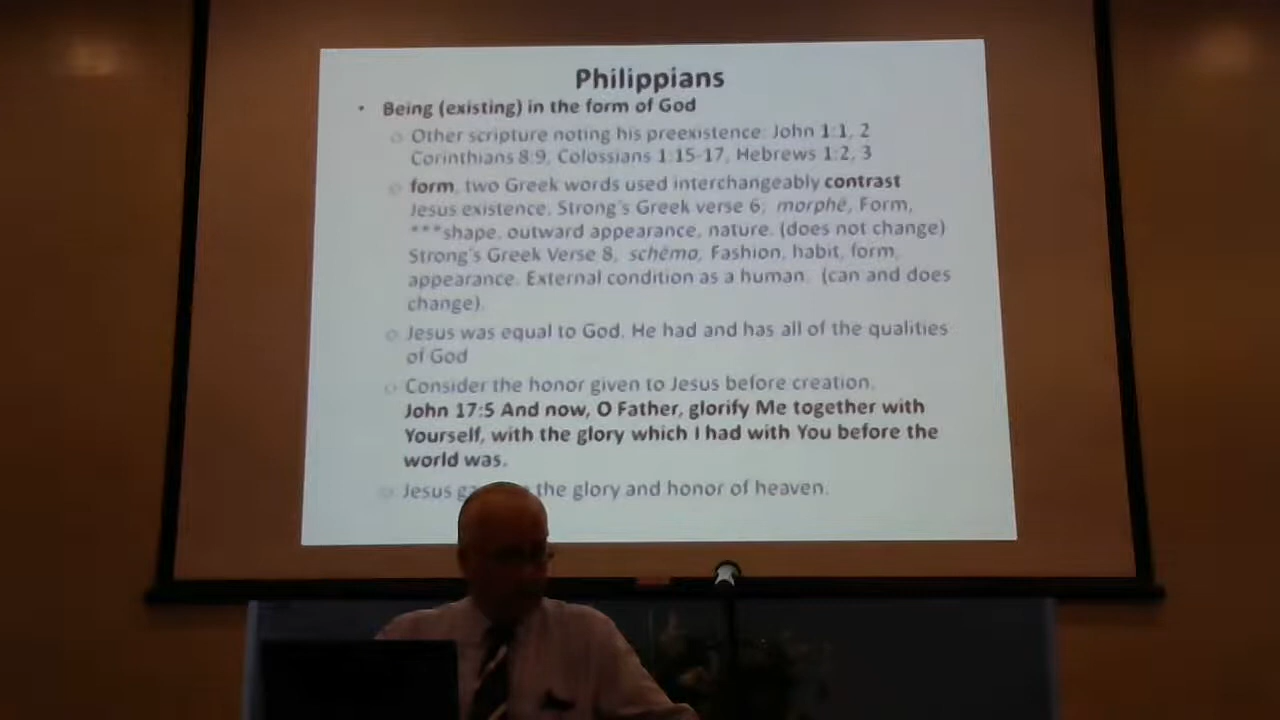 Philippians
• Being (existing) in the form of God
o Other scripture noting his preexistence: John 1:1, 2
Corinthians 8:9, Colossians 1:15-17, Hebrews 1:2, 3
o form, two Greek words used interchangeably contrast
Jesus existence, Strong's Greek verse 6; morphē, Form,
***shape, outward appearance, nature. (does not change)
Strong's Greek Verse 8, schēma, Fashion, habit, form,
appearance. External condition as a human. (can and does
change).
o Jesus was equal to God. He had and has all of the qualities
of God
o Consider the honor given to Jesus before creation.
John 17:5 And now, O Father, glorify Me together with
Yourself, with the glory which I had with You before the
world was.
o Jesus the glory and honor of heaven.